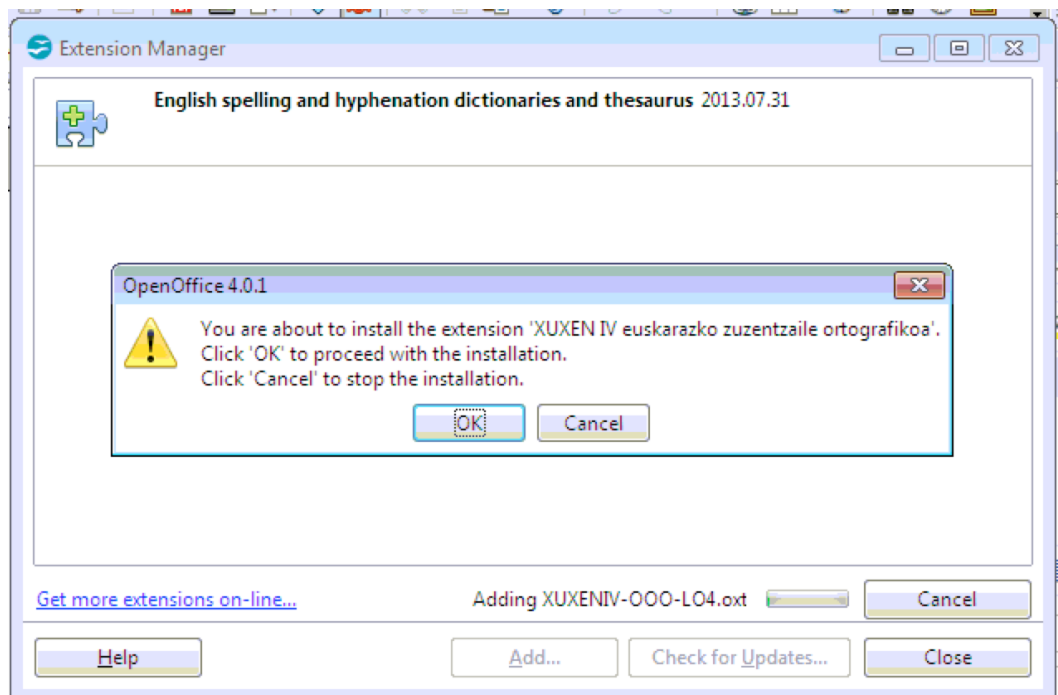 Extension Manager
English spelling and hyphenation dictionaries and thesaurus 2013.07.31
OpenOffice 4.0.1
You are about to install the extension 'XUXEN IV euskarazko zuzentzaile ortografikoa'.
Click 'OK' to proceed with the installation.
Click 'Cancel' to stop the installation.
OK Cancel
Get more extensions on-line... Adding XUXENIV-OOO-LO4.oxt Cancel
Help Add... Check for Updates... Close